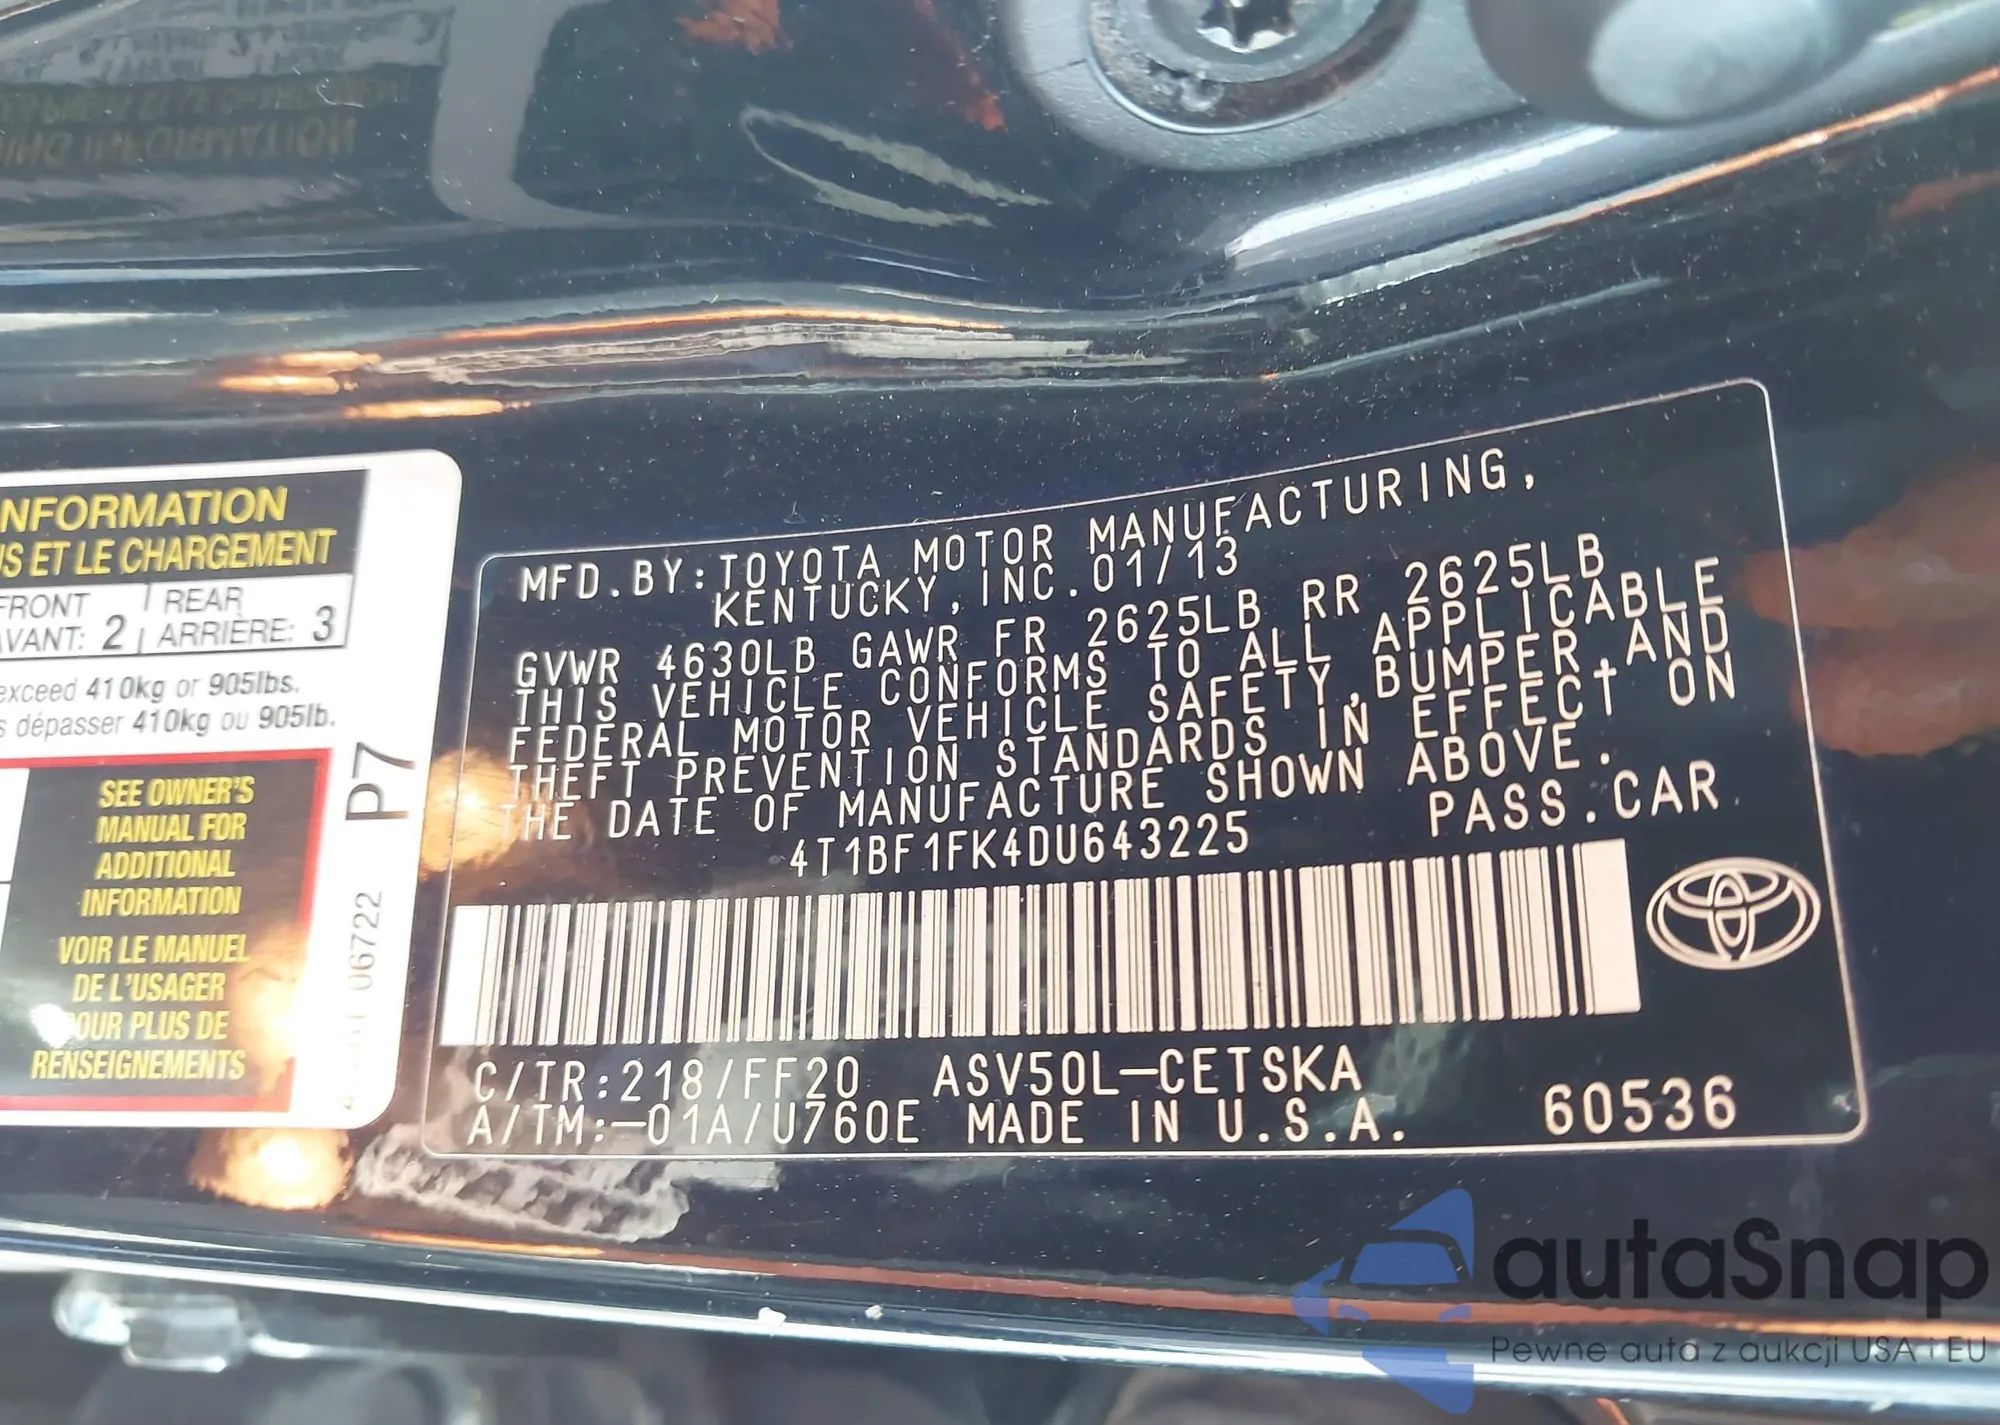 NFORMATION
US ET LE CHARGEMENT
FRONT REAR
AVANT: 2 ARRIÈRE: 3
exceed 410kg or 905lbs.
s dépasser 410kg ou 905lb.
SEE OWNER'S
MANUAL FOR
ADDITIONAL
INFORMATION
VOIR LE MANUEL
DE L'USAGER
POUR PLUS DE
RENSEIGNEMENTS
P7
06722
MFD.BY:TOYOTA MOTOR MANUFACTURING,
KENTUCKY, INC.01/13
GVWR 4630LB GAWR FR 2625LB RR 2625LB
THIS VEHICLE CONFORMS TO ALL APPLICABLE
FEDERAL MOTOR VEHICLE SAFETY,BUMPER,AND
THEFT PREVENTION STANDARDS IN EFFECT ON
THE DATE OF MANUFACTURE SHOWN ABOVE.
4T1BF1FK4DU643225 PASS.CAR
C/TR:218/FF20 ASV50L-CETSKA
A/TM:-01A/U760E MADE IN U.S.A. 60536
autaSnap
Pewne auta z aukcji USA i EU